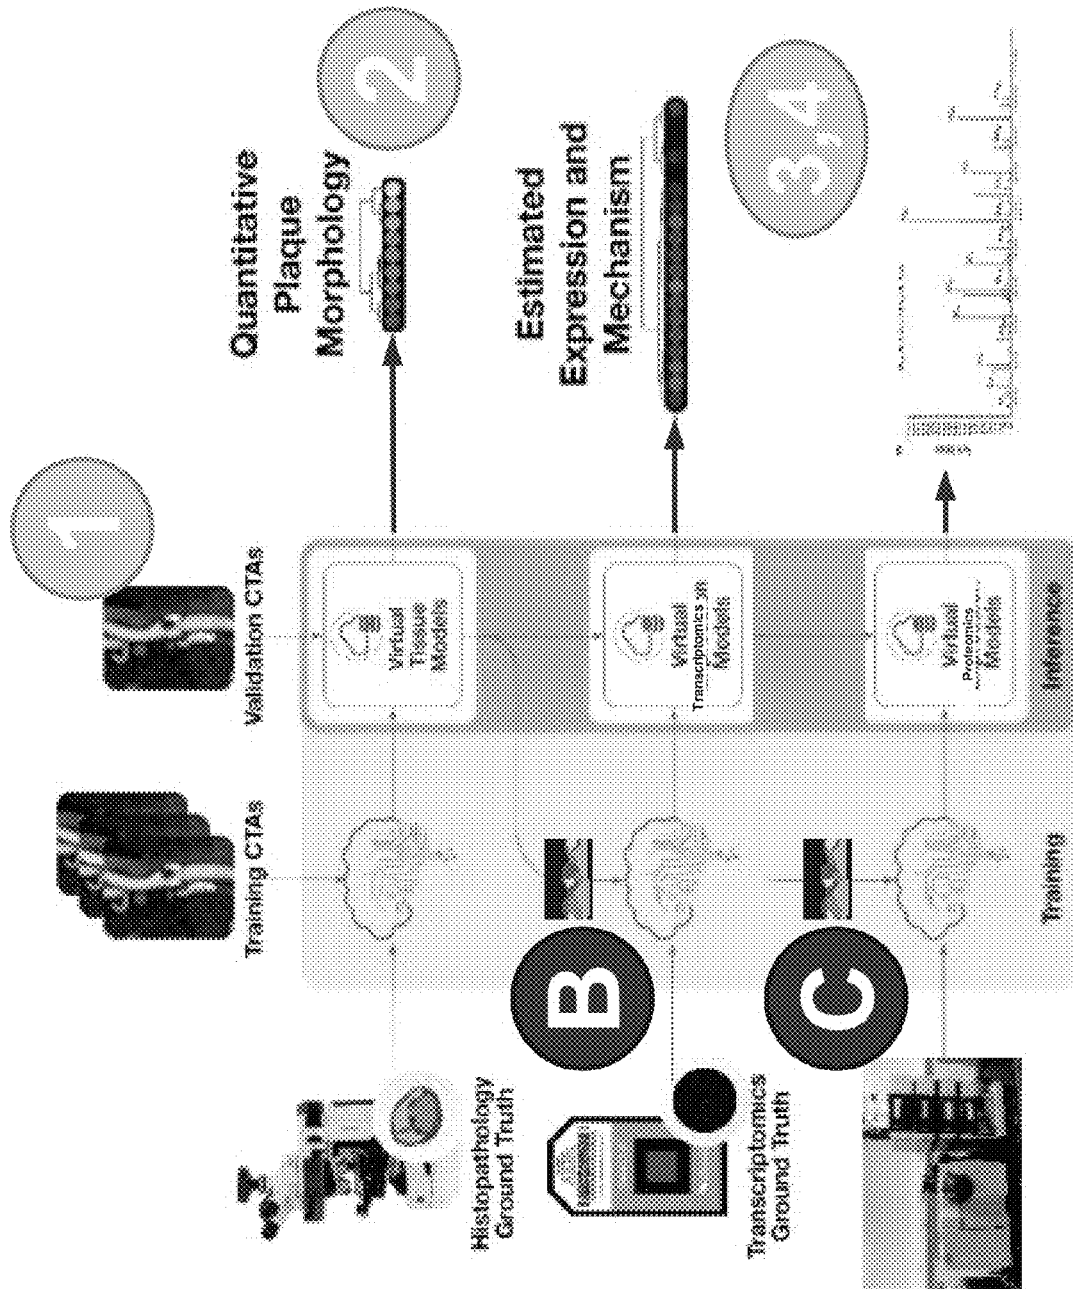 Training CTAs
Validation CTAs
1
Histopathology
Ground Truth
Virtual
Tissue
Models
Quantitative
Plaque
Morphology
2
B
Transcriptomics
Ground Truth
Virtual
Transcriptomics
Models
Estimated
Expression and
Mechanism
3,4
C
Virtual
Proteomics
Models
Training
Inference